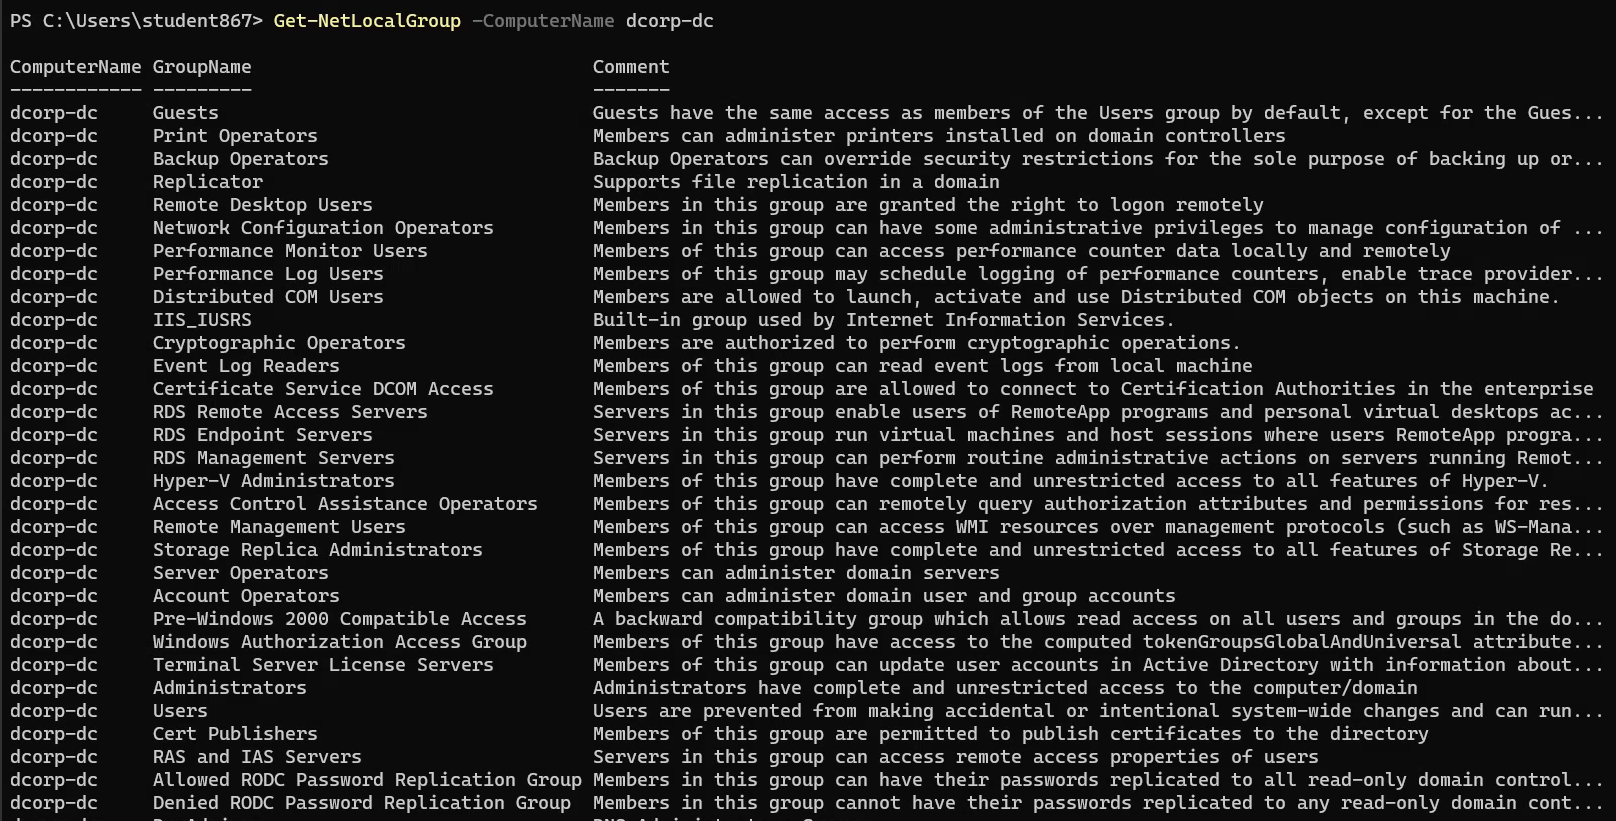 PS C:\Users\student867> Get-NetLocalGroup -ComputerName dcorp-dc
ComputerName GroupName Comment
------------ --------- -------
dcorp-dc Guests Guests have the same access as members of the Users group by default, except for the Gues...
dcorp-dc Print Operators Members can administer printers installed on domain controllers
dcorp-dc Backup Operators Backup Operators can override security restrictions for the sole purpose of backing up or...
dcorp-dc Replicator Supports file replication in a domain
dcorp-dc Remote Desktop Users Members in this group are granted the right to logon remotely
dcorp-dc Network Configuration Operators Members in this group can have some administrative privileges to manage configuration of ...
dcorp-dc Performance Monitor Users Members of this group can access performance counter data locally and remotely
dcorp-dc Performance Log Users Members of this group may schedule logging of performance counters, enable trace provider...
dcorp-dc Distributed COM Users Members are allowed to launch, activate and use Distributed COM objects on this machine.
dcorp-dc IIS_IUSRS Built-in group used by Internet Information Services.
dcorp-dc Cryptographic Operators Members are authorized to perform cryptographic operations.
dcorp-dc Event Log Readers Members of this group can read event logs from local machine
dcorp-dc Certificate Service DCOM Access Members of this group are allowed to connect to Certification Authorities in the enterprise
dcorp-dc RDS Remote Access Servers Servers in this group enable users of RemoteApp programs and personal virtual desktops ac...
dcorp-dc RDS Endpoint Servers Servers in this group run virtual machines and host sessions where users RemoteApp progra...
dcorp-dc RDS Management Servers Servers in this group can perform routine administrative actions on servers running Remot...
dcorp-dc Hyper-V Administrators Members of this group have complete and unrestricted access to all features of Hyper-V.
dcorp-dc Access Control Assistance Operators Members of this group can remotely query authorization attributes and permissions for res...
dcorp-dc Remote Management Users Members of this group can access WMI resources over management protocols (such as WS-Mana...
dcorp-dc Storage Replica Administrators Members of this group have complete and unrestricted access to all features of Storage Re...
dcorp-dc Server Operators Members can administer domain servers
dcorp-dc Account Operators Members can administer domain user and group accounts
dcorp-dc Pre-Windows 2000 Compatible Access A backward compatibility group which allows read access on all users and groups in the do...
dcorp-dc Windows Authorization Access Group Members of this group have access to the computed tokenGroupsGlobalAndUniversal attribute...
dcorp-dc Terminal Server License Servers Members of this group can update user accounts in Active Directory with information about...
dcorp-dc Administrators Administrators have complete and unrestricted access to the computer/domain
dcorp-dc Users Users are prevented from making accidental or intentional system-wide changes and can run...
dcorp-dc Cert Publishers Members of this group are permitted to publish certificates to the directory
dcorp-dc RAS and IAS Servers Servers in this group can access remote access properties of users
dcorp-dc Allowed RODC Password Replication Group Members in this group can have their passwords replicated to all read-only domain control...
dcorp-dc Denied RODC Password Replication Group Members in this group cannot have their passwords replicated to any read-only domain cont...